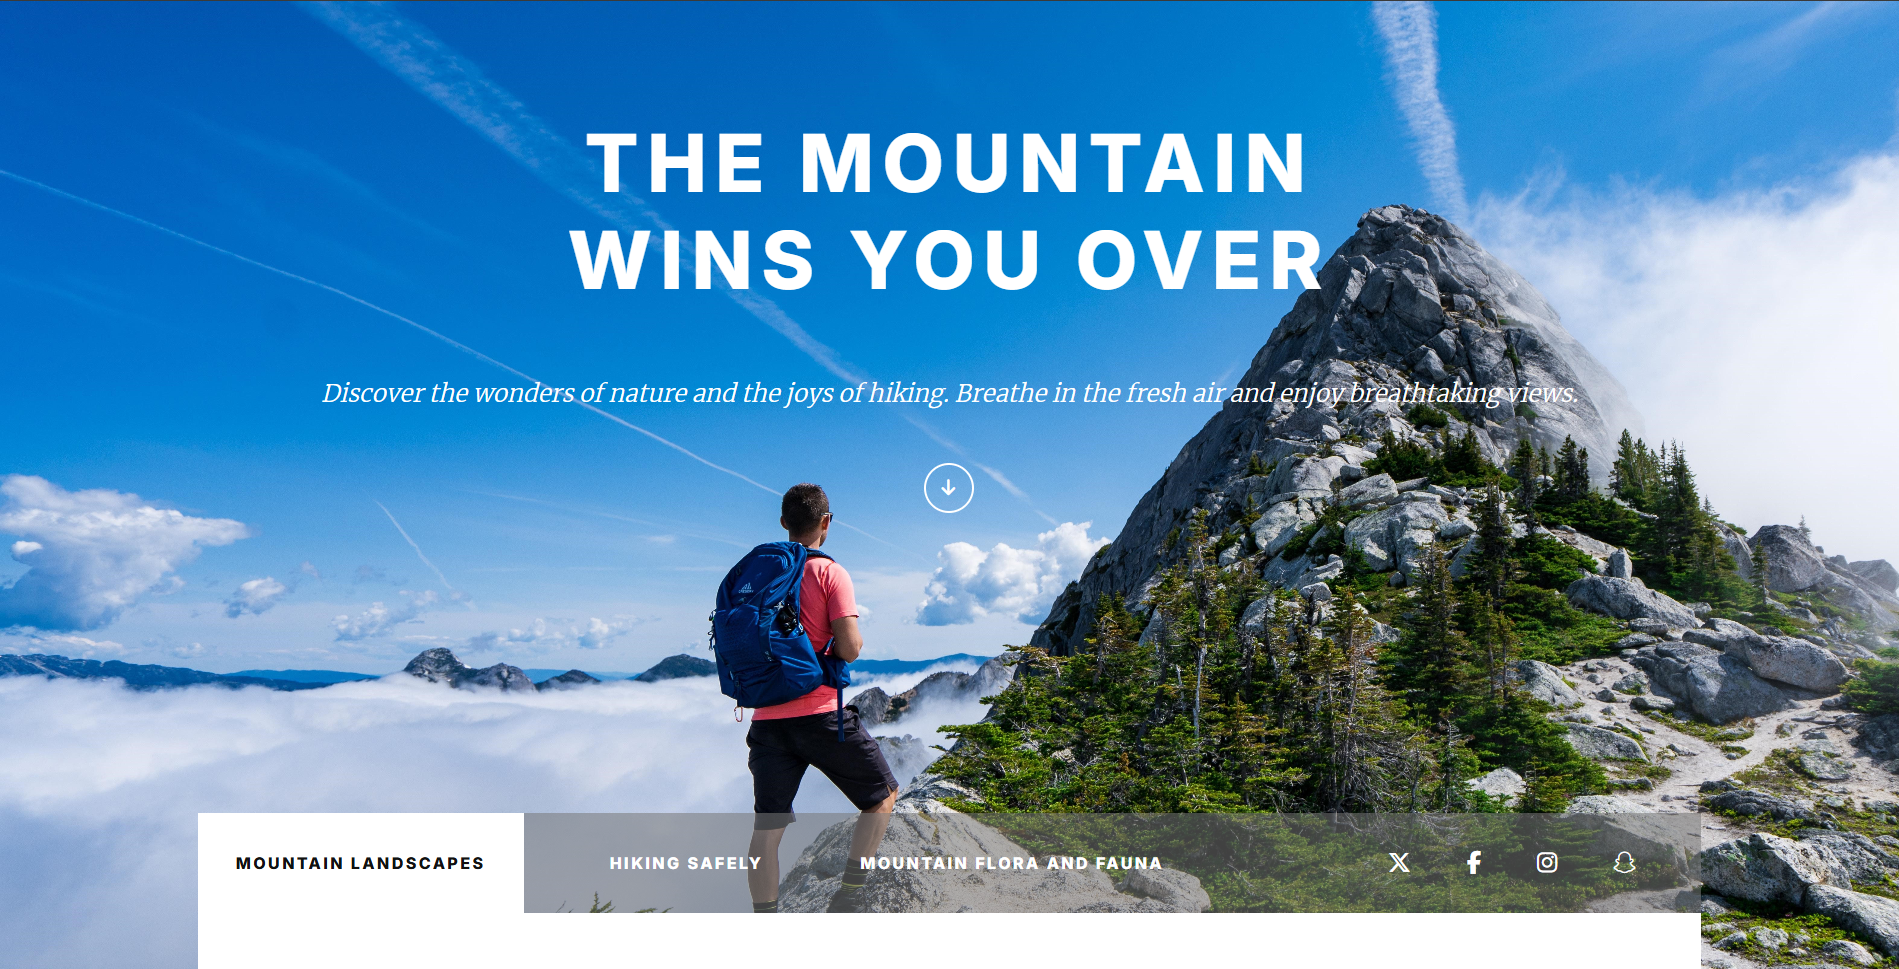 THE MOUNTAIN
WINS YOU OVER
Discover the wonders of nature and the joys of hiking. Breathe in the fresh air and enjoy breathtaking views.
MOUNTAIN LANDSCAPES
HIKING SAFELY
MOUNTAIN FLORA AND FAUNA